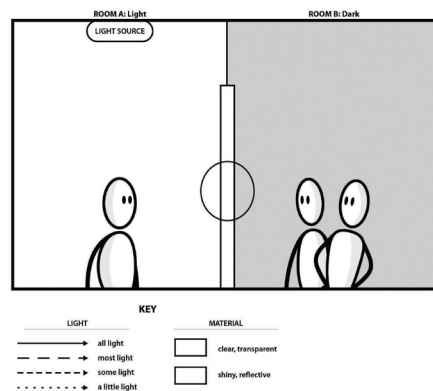 ROOM A: Light
ROOM B: Dark
LIGHT SOURCE
KEY
LIGHT
all light
most light
some light
a little light
MATERIAL
clear, transparent
shiny, reflective